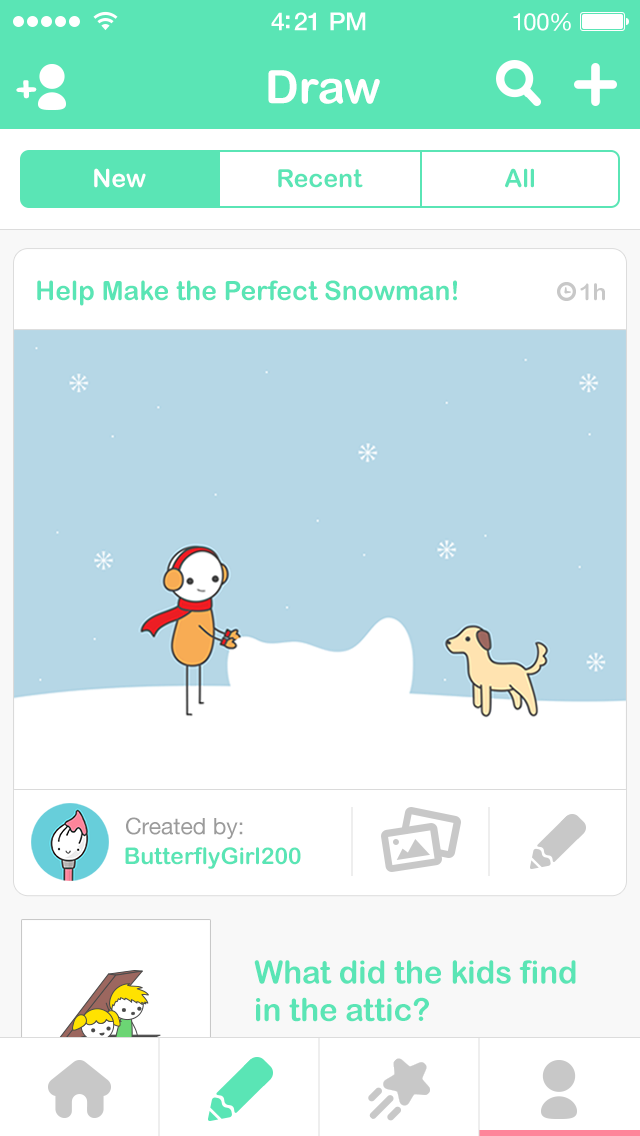 4:21 PM
100%
Draw
New
Recent
All
Help Make the Perfect Snowman!
1h
Created by:
ButterflyGirl200
What did the kids find
in the attic?